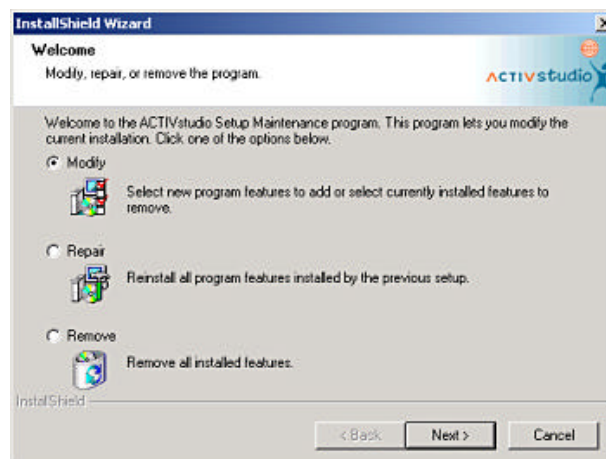 InstallShield Wizard
Welcome
Modify, repair, or remove the program.
ACTIVstudio
Welcome to the ACTIVstudio Setup Maintenance program. This program lets you modify the
current installation. Click one of the options below.
Modify
Select new program features to add or select currently installed features to
remove.
Repair
Reinstall all program features installed by the previous setup.
Remove
Remove all installed features.
InstallShield
< Back
Next >
Cancel